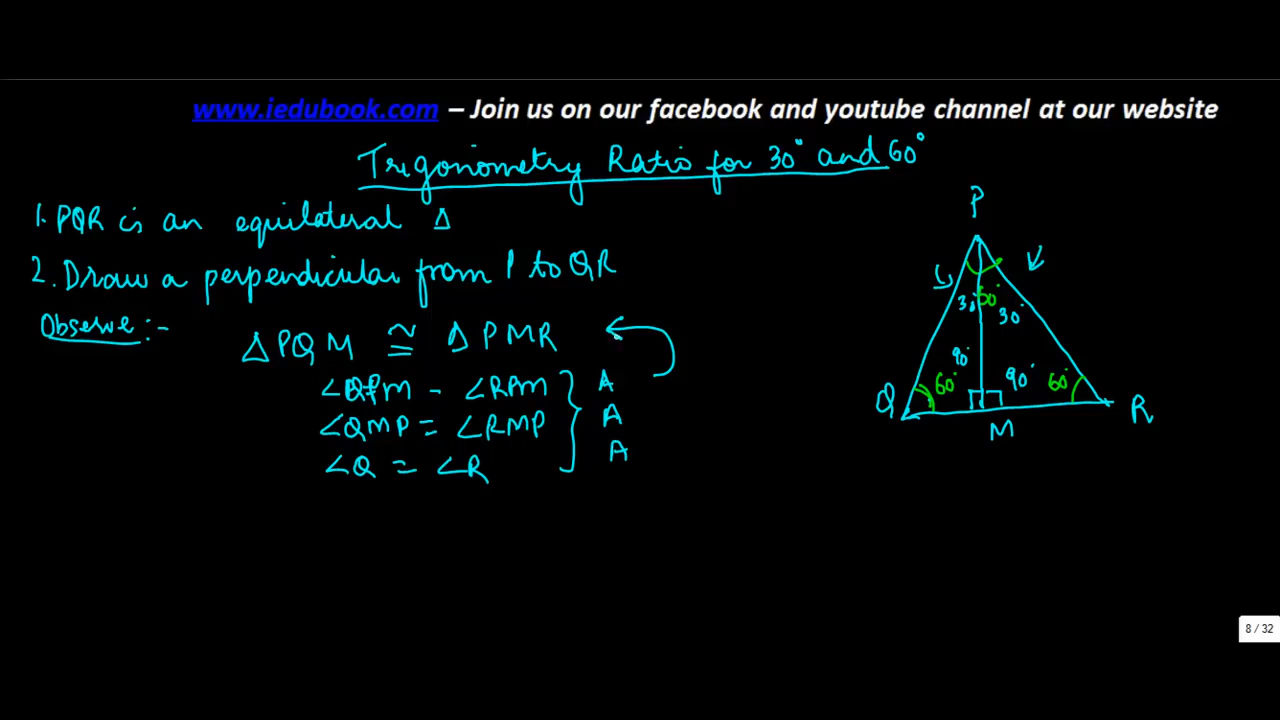 www.iedubook.com – Join us on our facebook and youtube channel at our website
Trigonometry Ratio for 30° and 60°
1. PQR is an equilateral Δ
2. Draw a perpendicular from P to QR
Observe :-
ΔPQM ≅ ΔPMR
∠QPM = ∠RPM } A
∠QMP = ∠RMP } A
∠Q = ∠R } A
P
30° 60° 30°
90° 90°
60° 60°
Q M R
8 / 32